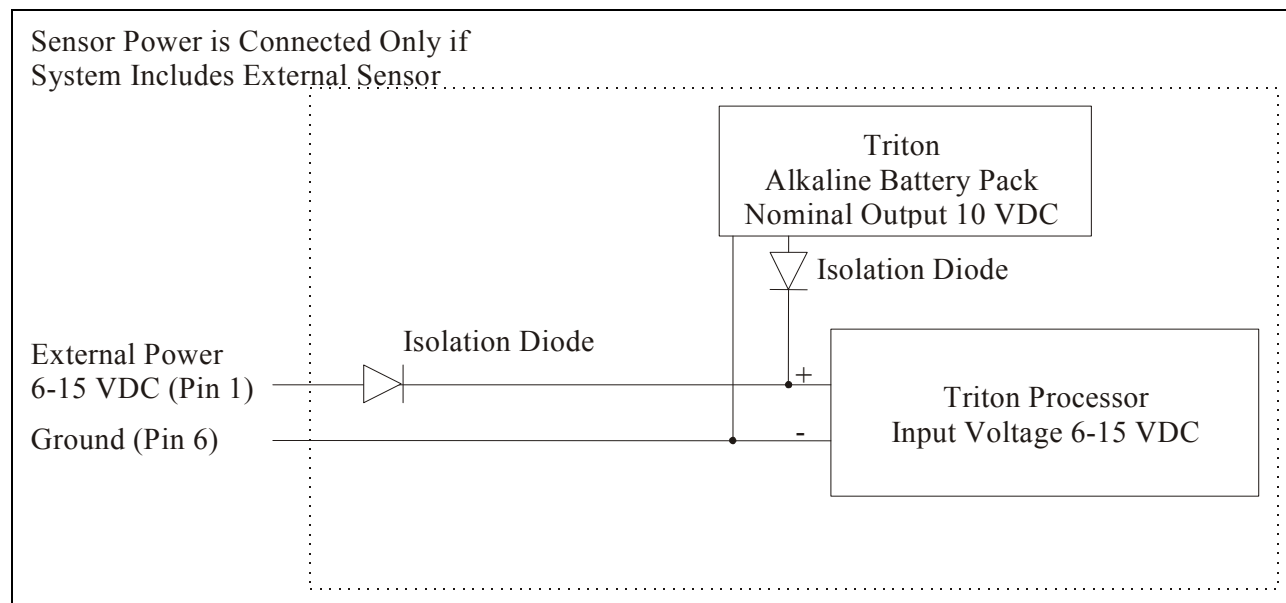 Sensor Power is Connected Only if
System Includes External Sensor
Triton
Alkaline Battery Pack
Nominal Output 10 VDC
Isolation Diode
Isolation Diode
External Power
6-15 VDC (Pin 1)
+
Triton Processor
Input Voltage 6-15 VDC
Ground (Pin 6)
-